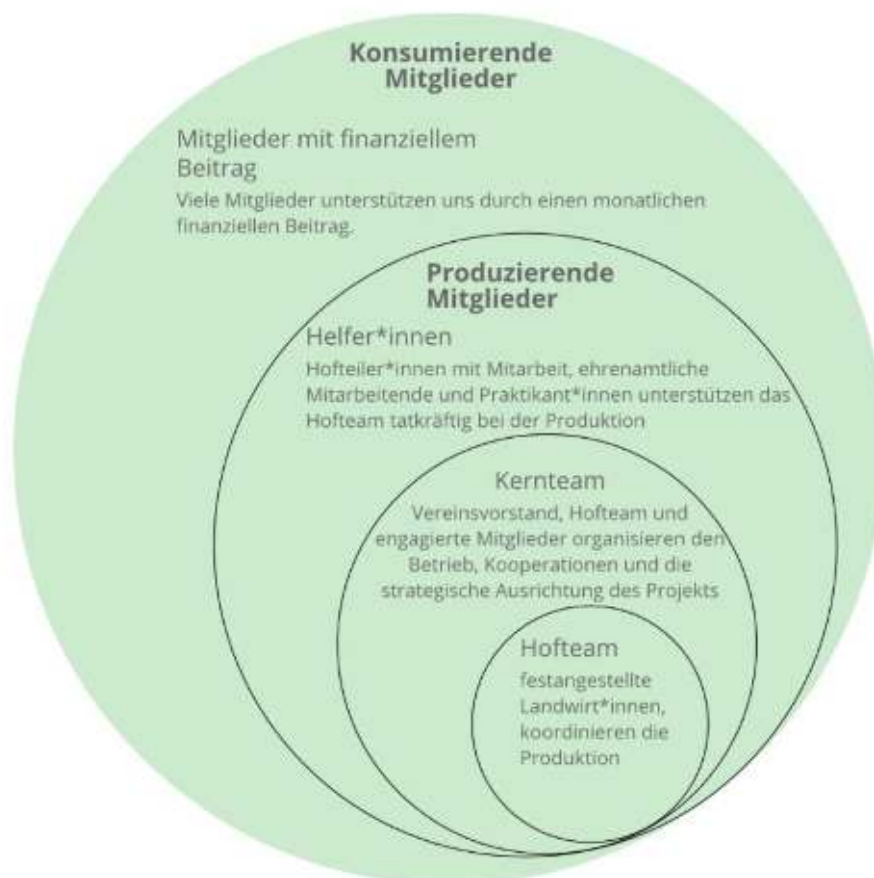 Konsumierende
Mitglieder
Mitglieder mit finanziellem
Beitrag
Viele Mitglieder unterstützen uns durch einen monatlichen
finanziellen Beitrag.
Produzierende
Mitglieder
Helfer*innen
Hofteiler*innen mit Mitarbeit, ehrenamtliche
Mitarbeitende und Praktikant*innen unterstützen das
Hofteam tatkräftig bei der Produktion
Kernteam
Vereinsvorstand, Hofteam und
engagierte Mitglieder organisieren den
Betrieb, Kooperationen und die
strategische Ausrichtung des Projekts
Hofteam
festangestellte
Landwirt*innen,
koordinieren die
Produktion